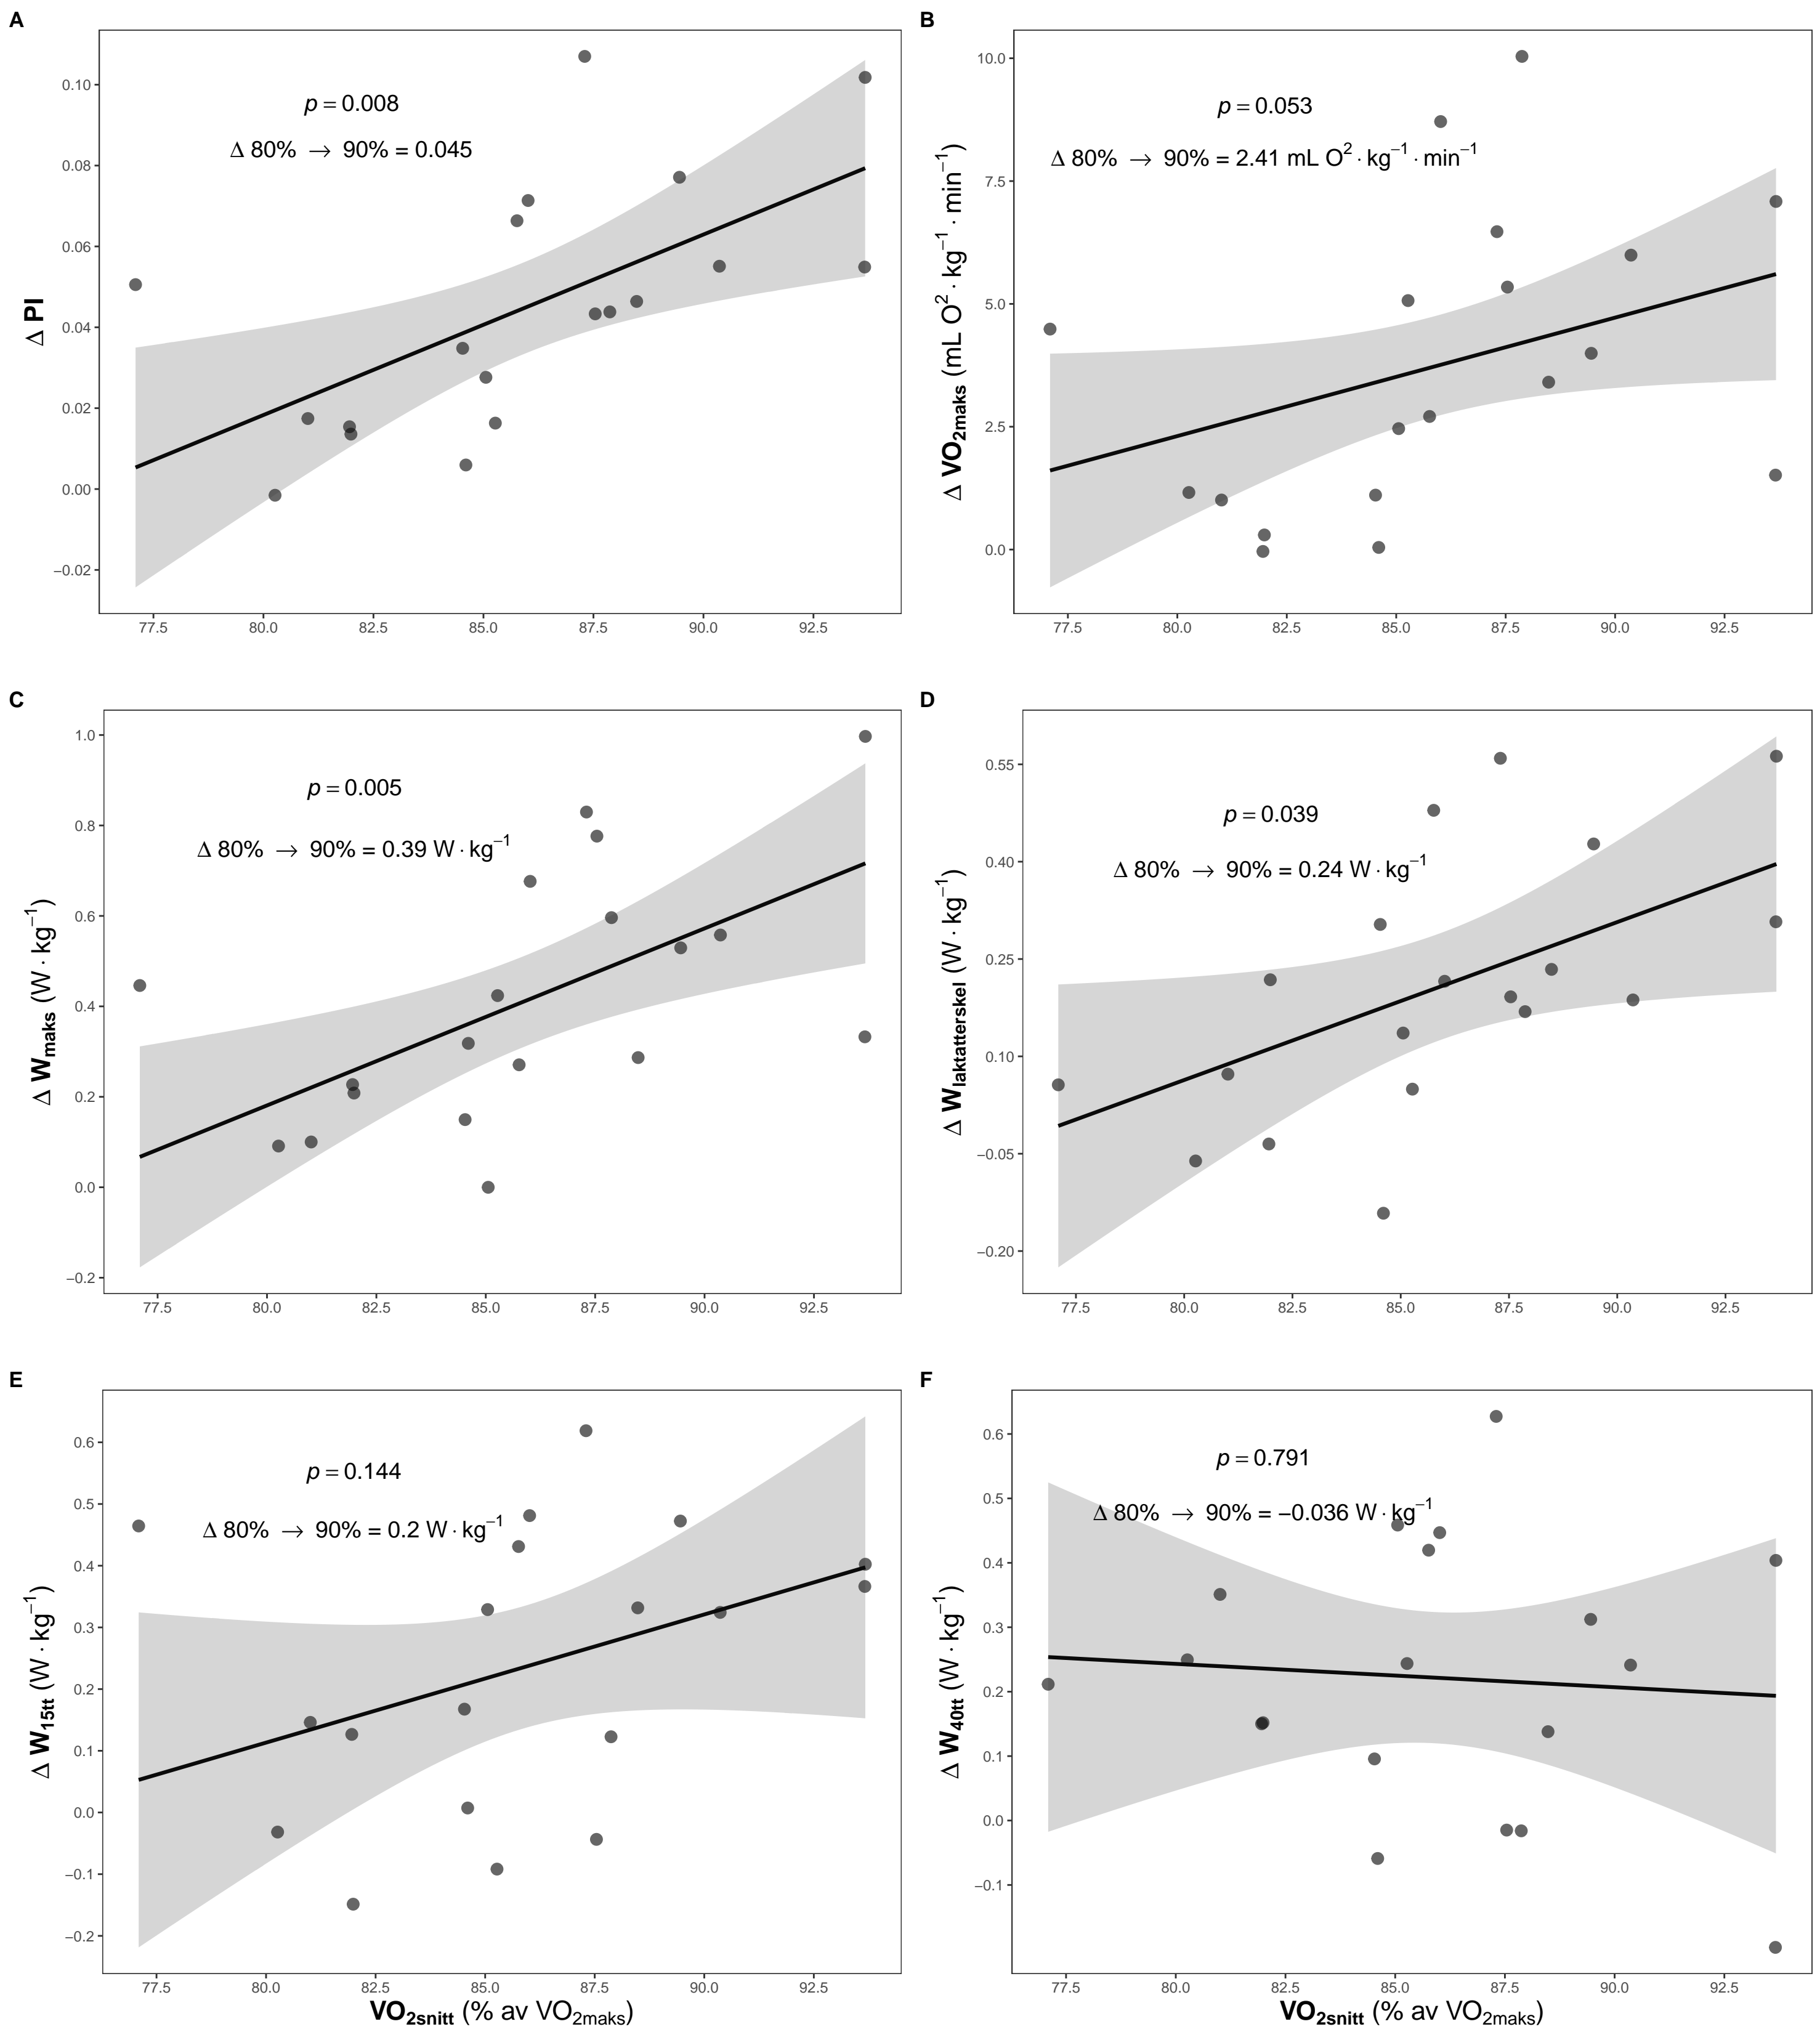 A
p = 0.008
Δ 80% → 90% = 0.045
Δ PI
0.10
0.08
0.06
0.04
0.02
0.00
−0.02
77.5 80.0 82.5 85.0 87.5 90.0 92.5
B
p = 0.053
Δ 80% → 90% = 2.41 mL O² · kg⁻¹ · min⁻¹
Δ VO₂maks (mL O² · kg⁻¹ · min⁻¹)
10.0
7.5
5.0
2.5
0.0
77.5 80.0 82.5 85.0 87.5 90.0 92.5
C
p = 0.005
Δ 80% → 90% = 0.39 W · kg⁻¹
Δ Wmaks (W · kg⁻¹)
1.0
0.8
0.6
0.4
0.2
0.0
−0.2
77.5 80.0 82.5 85.0 87.5 90.0 92.5
D
p = 0.039
Δ 80% → 90% = 0.24 W · kg⁻¹
Δ Wlaktatterskel (W · kg⁻¹)
0.55
0.40
0.25
0.10
−0.05
−0.20
77.5 80.0 82.5 85.0 87.5 90.0 92.5
E
p = 0.144
Δ 80% → 90% = 0.2 W · kg⁻¹
Δ W15tt (W · kg⁻¹)
0.6
0.5
0.4
0.3
0.2
0.1
0.0
−0.1
−0.2
77.5 80.0 82.5 85.0 87.5 90.0 92.5
VO₂snitt (% av VO₂maks)
F
p = 0.791
Δ 80% → 90% = −0.036 W · kg⁻¹
Δ W40tt (W · kg⁻¹)
0.6
0.5
0.4
0.3
0.2
0.1
0.0
−0.1
77.5 80.0 82.5 85.0 87.5 90.0 92.5
VO₂snitt (% av VO₂maks)